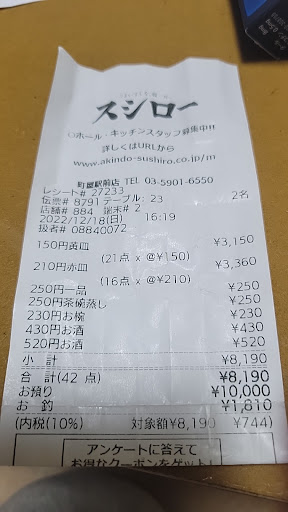 スシロー
ホール・キッチンスタッフ募集中!!
詳しくはURLから
www.akindo-sushiro.co.jp/m
町屋駅前店 TEL 03-5901-6550
レシート# 27233
伝票# 8791 テーブル: 23 2名
店舗# 884 端末# 2
2022/12/18(日) 16:19
扱者# 08840072
150円黄皿 ¥3,150
(21点 x @¥150)
210円赤皿 ¥3,360
(16点 x @¥210)
250円一品 ¥250
250円茶碗蒸し ¥250
230円お椀 ¥230
430円お酒 ¥430
520円お酒 ¥520
小 計 ¥8,190
合 計(42 点) ¥8,190
お預り ¥10,000
お 釣 ¥1,810
(内税(10%) 対象額¥8,190 ¥744)
アンケートに答えて
お得なクーポンをゲット